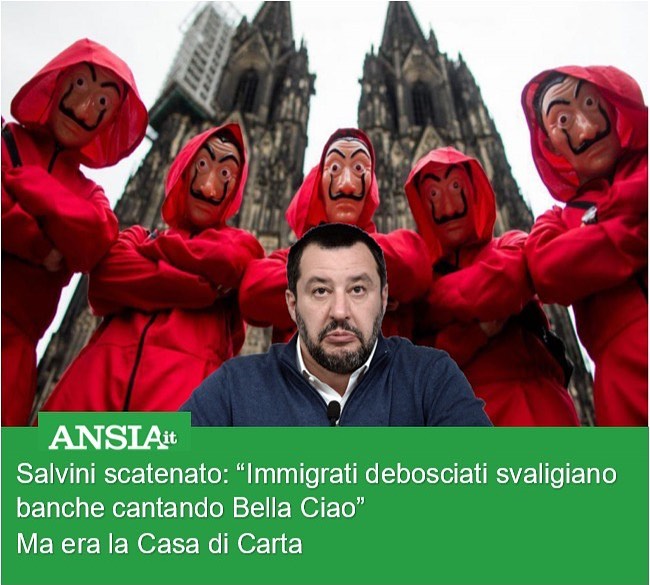 ANSIA.it
Salvini scatenato: “Immigrati debosciati svaligiano
banche cantando Bella Ciao”
Ma era la Casa di Carta